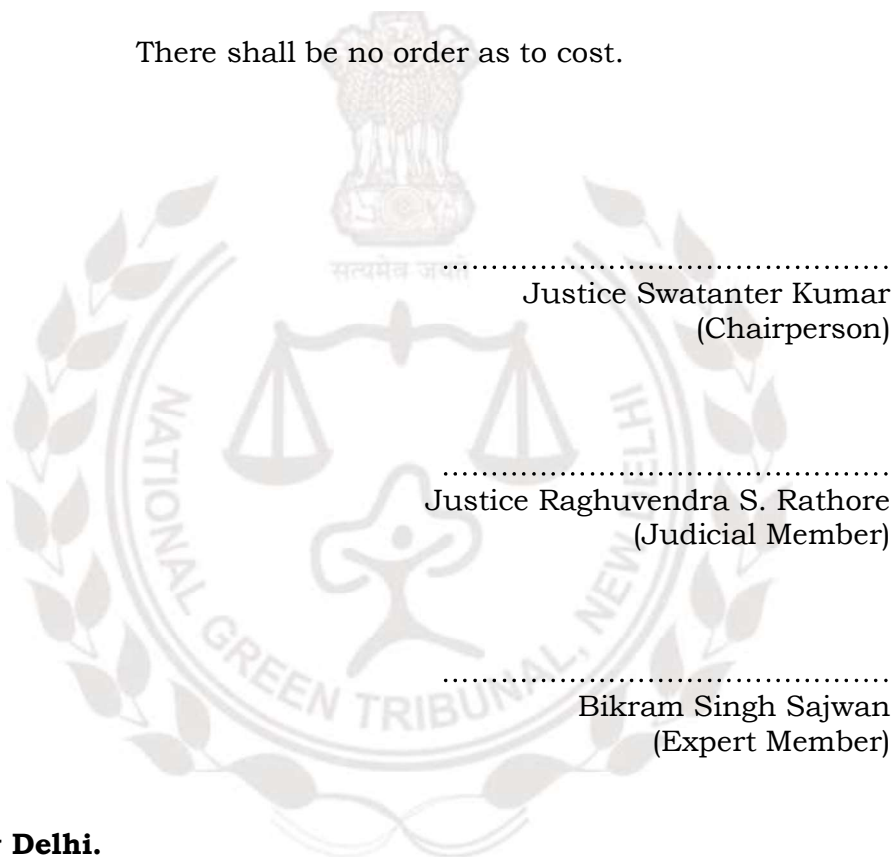 There shall be no order as to cost.
सत्यमेव जयते
………………………………………….
Justice Swatanter Kumar
(Chairperson)
………………………………………….
Justice Raghuvendra S. Rathore
(Judicial Member)
………………………………………….
Bikram Singh Sajwan
(Expert Member)
NATIONAL GREEN TRIBUNAL, NEW DELHI
Delhi.